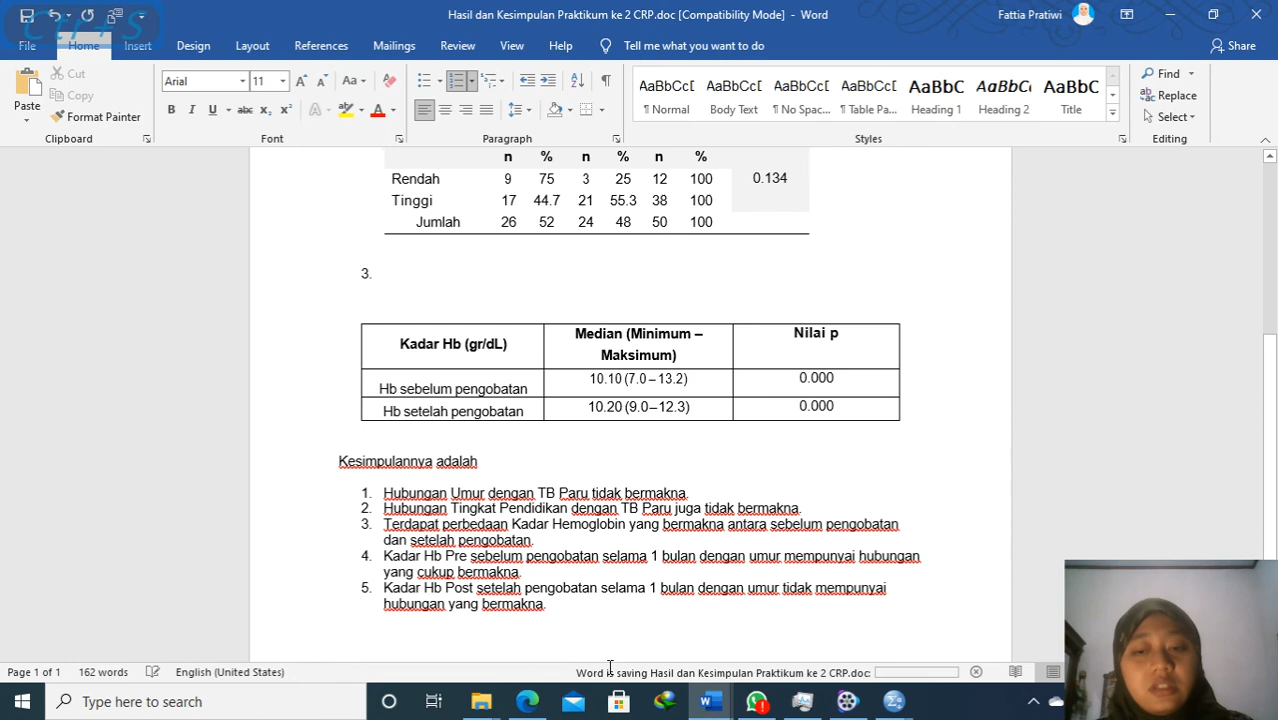 Hasil dan Kesimpulan Praktikum ke 2 CRP.doc [Compatibility Mode] - Word
Fattia Pratiwi
Ctr+S
File Home Insert Design Layout References Mailings Review View Help Tell me what you want to do Share
Cut
Copy
Paste
Format Painter
Clipboard
Arial 11
Font
Paragraph
AaBbCcDd AaBbCc AaBbCcDd AaBbCcDd AaBbCc AaBbCc AaBbC
¶ Normal Body Text ¶ No Spac... ¶ Table Pa... Heading 1 Heading 2 Title
Styles
Find
Replace
Select
Editing
n % n % n %
Rendah 9 75 3 25 12 100 0.134
Tinggi 17 44.7 21 55.3 38 100
Jumlah 26 52 24 48 50 100
3.
Kadar Hb (gr/dL) Median (Minimum – Maksimum) Nilai p
Hb sebelum pengobatan 10.10 (7.0 – 13.2) 0.000
Hb setelah pengobatan 10.20 (9.0 – 12.3) 0.000
Kesimpulannya adalah
1. Hubungan Umur dengan TB Paru tidak bermakna.
2. Hubungan Tingkat Pendidikan dengan TB Paru juga tidak bermakna.
3. Terdapat perbedaan Kadar Hemoglobin yang bermakna antara sebelum pengobatan
dan setelah pengobatan.
4. Kadar Hb Pre sebelum pengobatan selama 1 bulan dengan umur mempunyai hubungan
yang cukup bermakna.
5. Kadar Hb Post setelah pengobatan selama 1 bulan dengan umur tidak mempunyai
hubungan yang bermakna.
Page 1 of 1 162 words English (United States) Word is saving Hasil dan Kesimpulan Praktikum ke 2 CRP.doc:
Type here to search